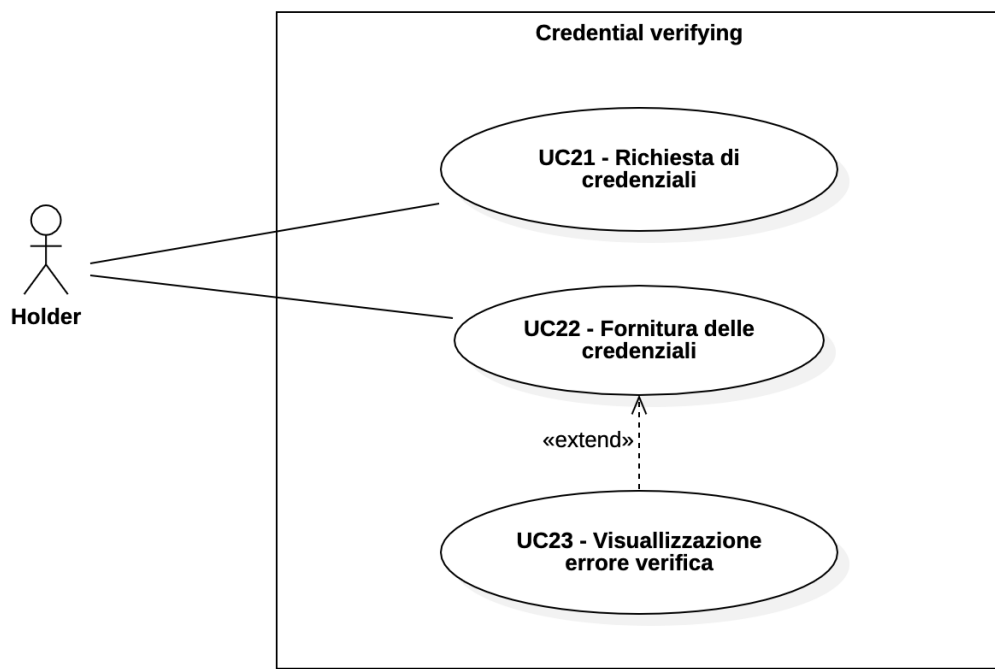 Credential verifying
UC21 - Richiesta di
credenziali
Holder
UC22 - Fornitura delle
credenziali
«extend»
UC23 - Visuallizzazione
errore verifica